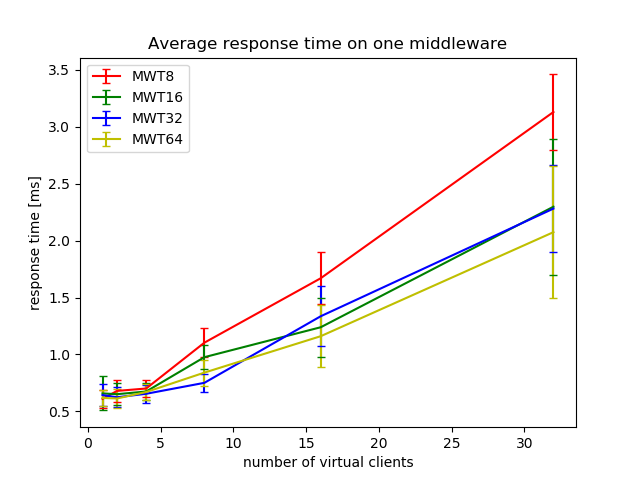 Average response time on one middleware
MWT8
MWT16
MWT32
MWT64
response time [ms]
3.5
3.0
2.5
2.0
1.5
1.0
0.5
0 5 10 15 20 25 30
number of virtual clients